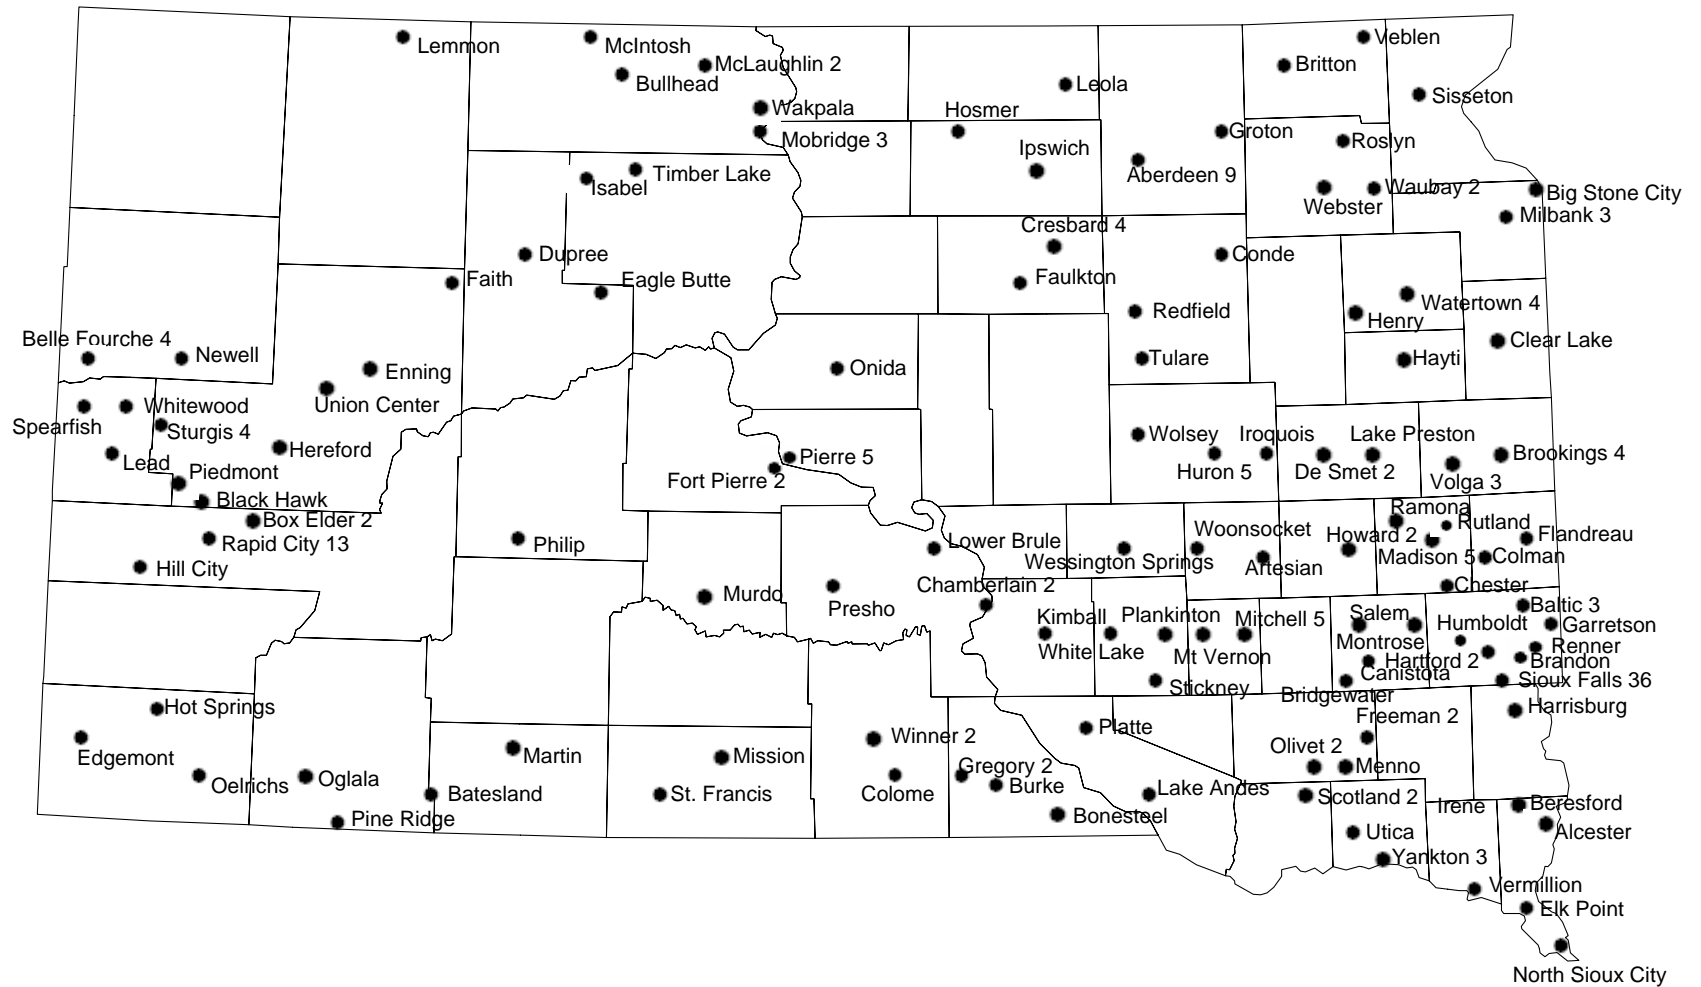 Lemmon
McIntosh
McLaughlin 2
Bullhead
Wakpala
Mobridge 3
Leola
Hosmer
Ipswich
Groton
Aberdeen 9
Britton
Veblen
Sisseton
Roslyn
Webster
Waubay 2
Big Stone City
Milbank 3
Isabel
Timber Lake
Dupree
Faith
Eagle Butte
Cresbard 4
Faulkton
Conde
Redfield
Tulare
Watertown 4
Henry
Hayti
Clear Lake
Belle Fourche 4
Newell
Enning
Union Center
Onida
Whitewood
Spearfish
Sturgis 4
Hereford
Lead
Piedmont
Black Hawk
Box Elder 2
Rapid City 13
Hill City
Philip
Pierre 5
Fort Pierre 2
Wolsey
Iroquois
Huron 5
Lake Preston
De Smet 2
Brookings 4
Volga 3
Ramona
Rutland
Howard 2
Madison 5
Flandreau
Colman
Chester
Woonsocket
Artesian
Lower Brule
Wessington Springs
Chamberlain 2
Murdo
Presho
Kimball
White Lake
Plankinton
Mt Vernon
Mitchell 5
Stickney
Salem
Montrose
Canistota
Bridgewater
Humboldt
Hartford 2
Baltic 3
Garretson
Renner
Brandon
Sioux Falls 36
Harrisburg
Hot Springs
Edgemont
Oelrichs
Oglala
Pine Ridge
Batesland
Martin
Mission
St. Francis
Winner 2
Colome
Gregory 2
Burke
Bonesteel
Platte
Lake Andes
Freeman 2
Olivet 2
Menno
Scotland 2
Utica
Yankton 3
Irene
Beresford
Alcester
Vermillion
Elk Point
North Sioux City